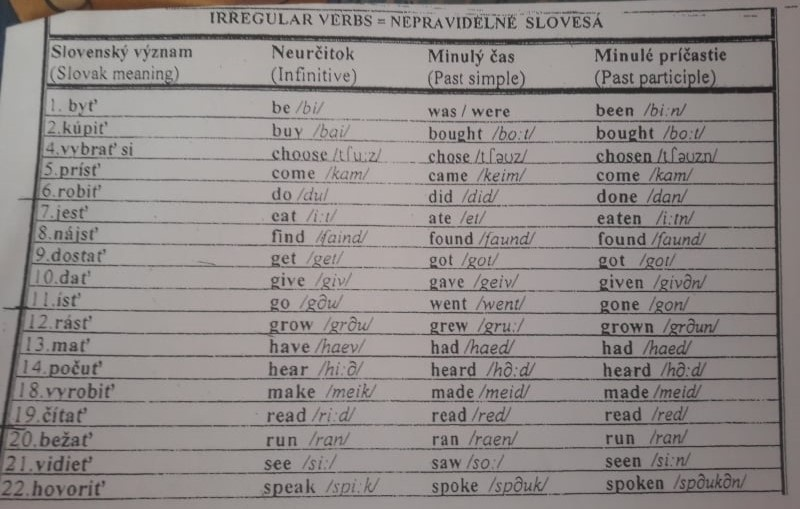 IRREGULAR VERBS = NEPRAVIDELNÉ SLOVESÁ
Slovenský význam Neurčitok Minulý čas Minulé príčastie
(Slovak meaning) (Infinitive) (Past simple) (Past participle)
1. byť be /bi/ was / were been /bi:n/
2.kúpiť buy /bai/ bought /bo:t/ bought /bo:t/
4.vybrať si choose /tʃu:z/ chose /tʃəuz/ chosen /tʃəuzn/
5.prísť come /kam/ came /keim/ come /kam/
6.robiť do /du/ did /did/ done /dan/
7.jesť eat /i:t/ ate /et/ eaten /i:tn/
8.nájsť find /faind/ found /faund/ found /faund/
9.dostať get /get/ got /got/ got /got/
10.dať give /giv/ gave /geiv/ given /givən/
11.ísť go /gəu/ went /went/ gone /gon/
12.rásť grow /grəu/ grew /gru:/ grown /grəun/
13.mať have /haev/ had /haed/ had /haed/
14.počuť hear /hi:ə/ heard /hə:d/ heard /hə:d/
18.vyrobiť make /meik/ made /meid/ made /meid/
19.čítať read /ri:d/ read /red/ read /red/
20.bežať run /ran/ ran /raen/ run /ran/
21.vidieť see /si:/ saw /so:/ seen /si:n/
22.hovoriť speak /spi:k/ spoke /spəuk/ spoken /spəukən/